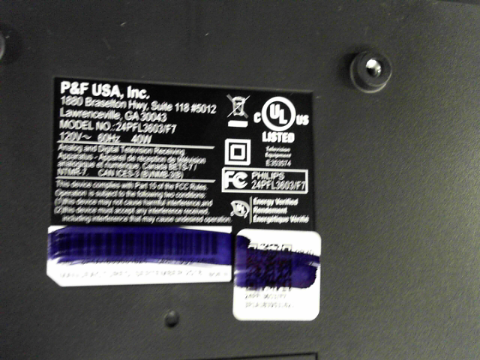 P&F USA, Inc.
1880 Braselton Hwy. Suite 118 #5012
Lawrenceville, GA 30043
MODEL NO.: 24PFL3603/F7
120V~ 60Hz 40W
Analog and Digital Television Receiving
Apparatus - Appareil de réception de télévision
analogique et numérique, Canada BETS-7 /
NTMR-7 CAN ICES-3 (B)/NMB-3(B)
This device complies with Part 15 of the FCC Rules.
Operation is subject to the following two conditions:
(1)this device may not cause harmful interference and
(2)this device must accept any interference received,
including interference that may cause undesired operation.
C UL US
LISTED
Television
Equipment
FC PHILIPS
24PFL3603/F7
Energy Verified
Rendement
Énergétique Vérifié
MANUFACTURED: SEPTEMBER